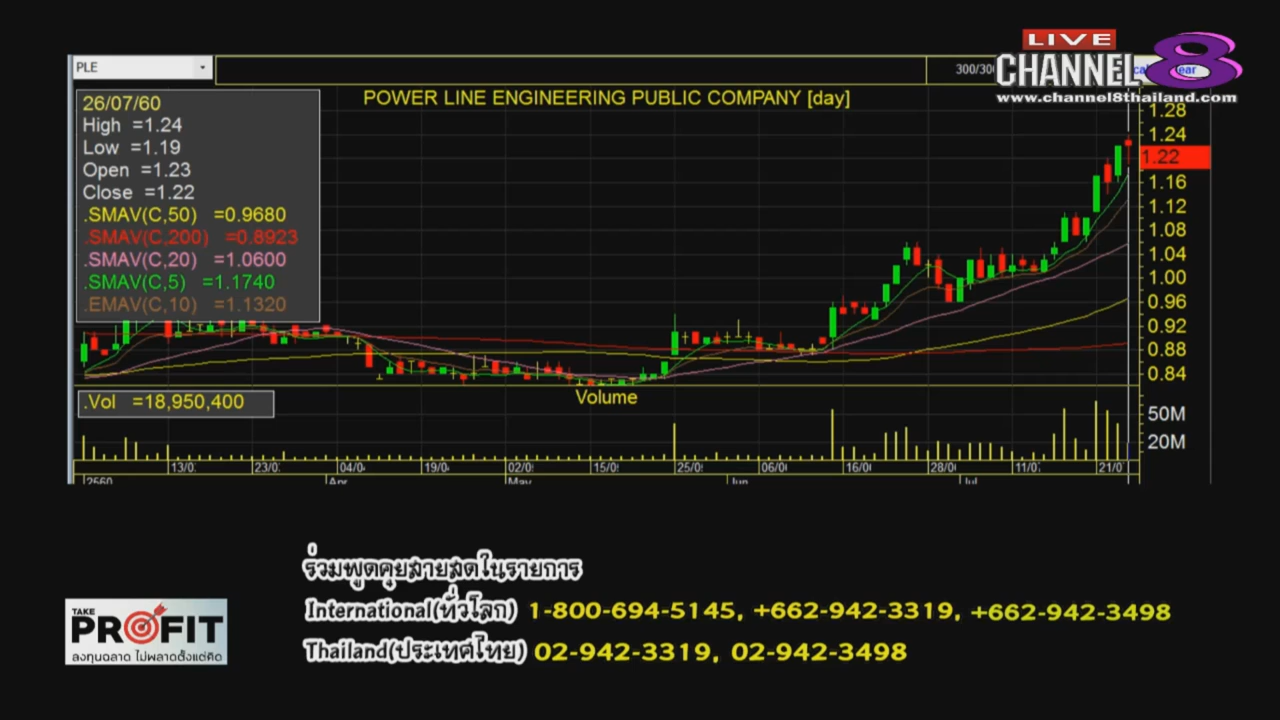 PLE
300/300
LIVE
CHANNEL 8
www.channel8thailand.com
POWER LINE ENGINEERING PUBLIC COMPANY [day]
26/07/60
High =1.24
Low =1.19
Open =1.23
Close =1.22
.SMAV(C,50) =0.9680
.SMAV(C,200) =0.8923
.SMAV(C,20) =1.0600
.SMAV(C,5) =1.1740
.EMAV(C,10) =1.1320
1.28
1.24
1.22
1.16
1.12
1.08
1.04
1.00
0.96
0.92
0.88
0.84
.Vol =18,950,400
Volume
50M
20M
13/0 23/0 04/0 19/0 02/0 15/0 25/0 06/0 16/0 28/0 11/0 21/0
2560 Apr May Jun Jul
ร่วมพูดคุยสายสดในรายการ
International(ทั่วโลก) 1-800-694-5145, +662-942-3319, +662-942-3498
Thailand(ประเทศไทย) 02-942-3319, 02-942-3498
TAKE
PROFIT
ลงทุนฉลาด ไม่พลาดตั้งแต่คิด